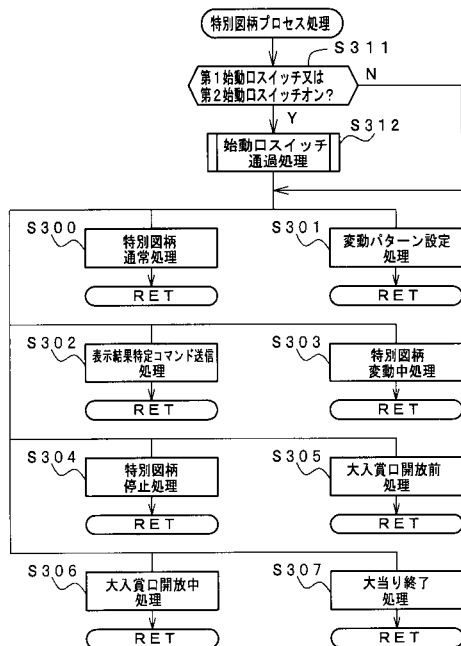 特別図柄プロセス処理
S311
第1始動口スイッチ又は
第2始動口スイッチオン?
N
Y
S312
始動口スイッチ
通過処理
S300
特別図柄
通常処理
RET
S301
変動パターン設定
処理
RET
S302
表示結果特定コマンド送信
処理
RET
S303
特別図柄
変動中処理
RET
S304
特別図柄
停止処理
RET
S305
大入賞口開放前
処理
RET
S306
大入賞口開放中
処理
RET
S307
大当り終了
処理
RET